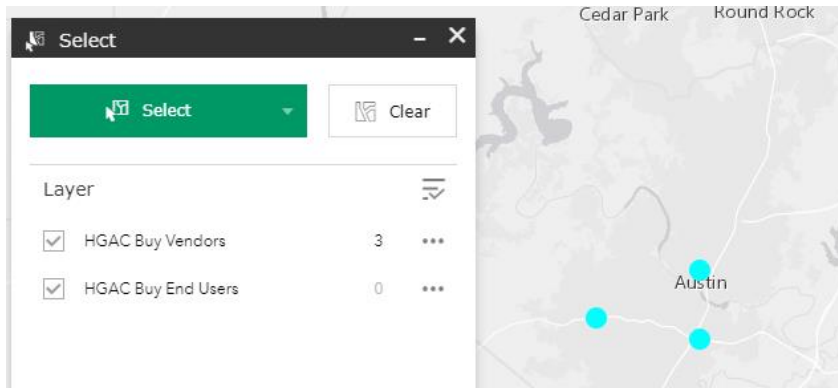 Select
Select
Clear
Layer
HGAC Buy Vendors 3
HGAC Buy End Users 0
Cedar Park
Round Rock
Austin